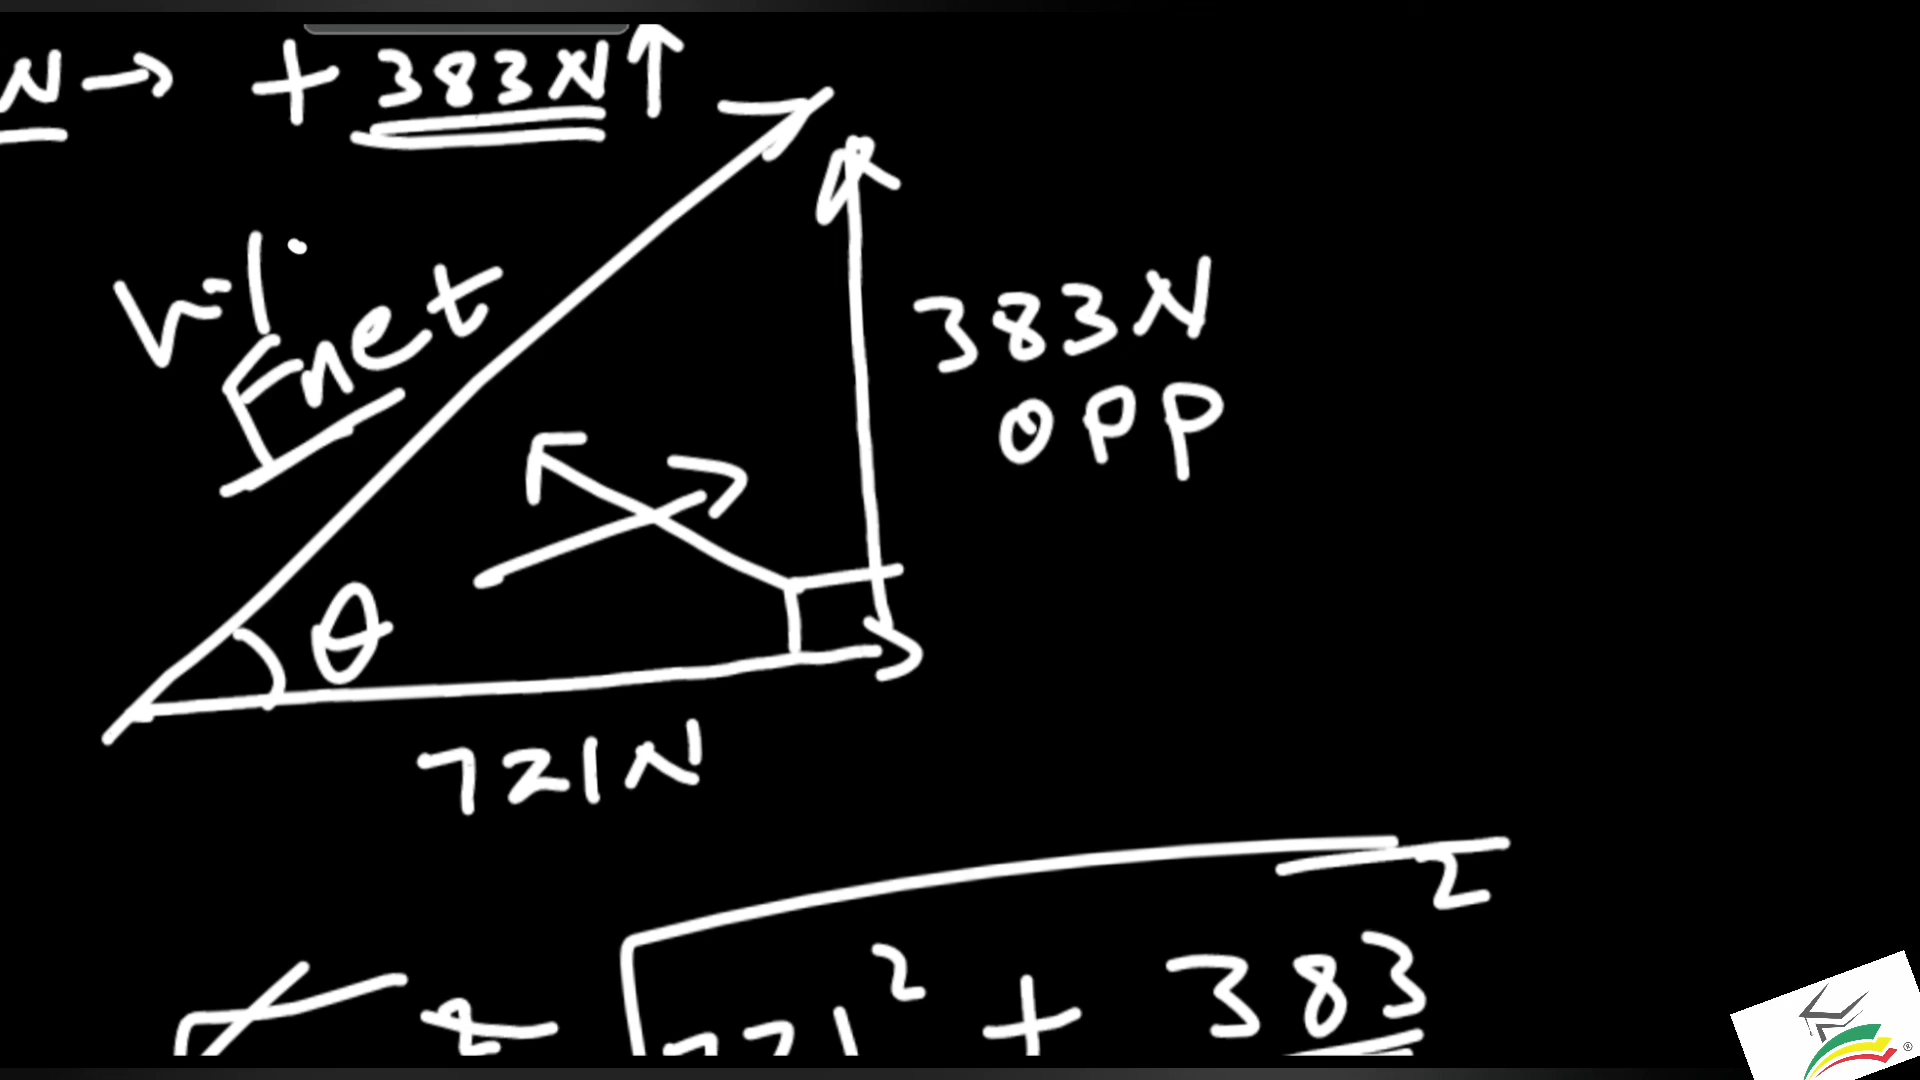 N → + 383N ↑
Fnet
383N
OPP
θ
721N
721² + 383²
®